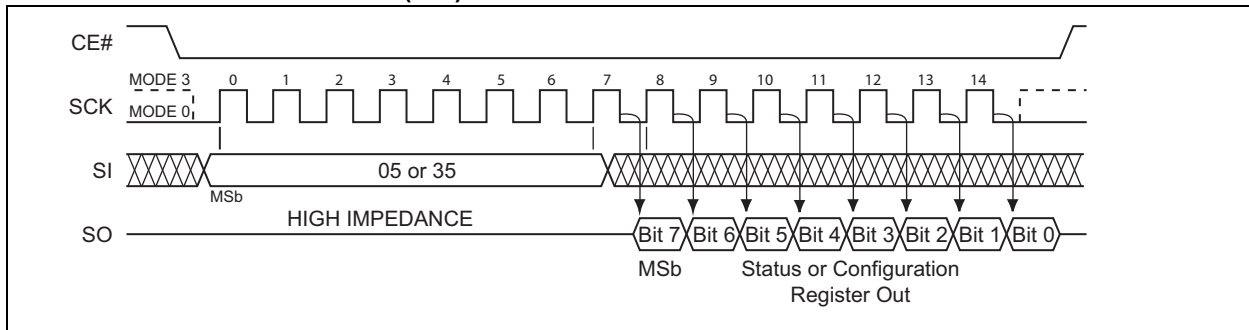 CE#
MODE 3 0 1 2 3 4 5 6 7 8 9 10 11 12 13 14
SCK MODE 0
SI 05 or 35
MSb
HIGH IMPEDANCE
SO Bit 7 Bit 6 Bit 5 Bit 4 Bit 3 Bit 2 Bit 1 Bit 0
MSb Status or Configuration
Register Out